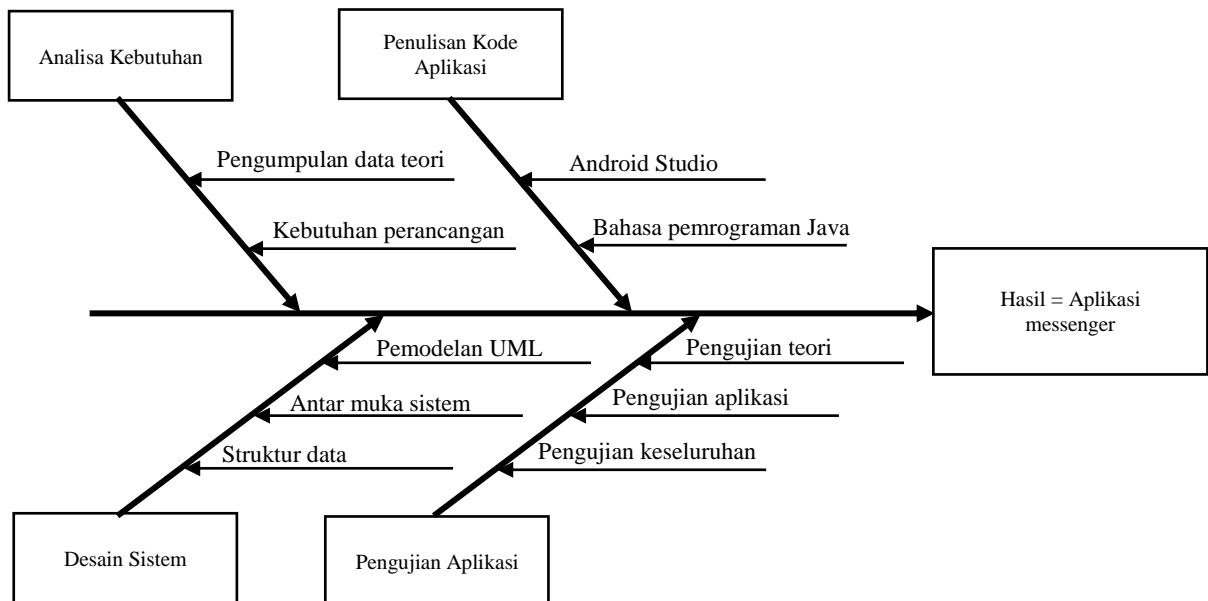 Analisa Kebutuhan
Penulisan Kode
Aplikasi
Pengumpulan data teori
Android Studio
Kebutuhan perancangan
Bahasa pemrograman Java
Hasil = Aplikasi
messenger
Pemodelan UML
Pengujian teori
Antar muka sistem
Pengujian aplikasi
Struktur data
Pengujian keseluruhan
Desain Sistem
Pengujian Aplikasi